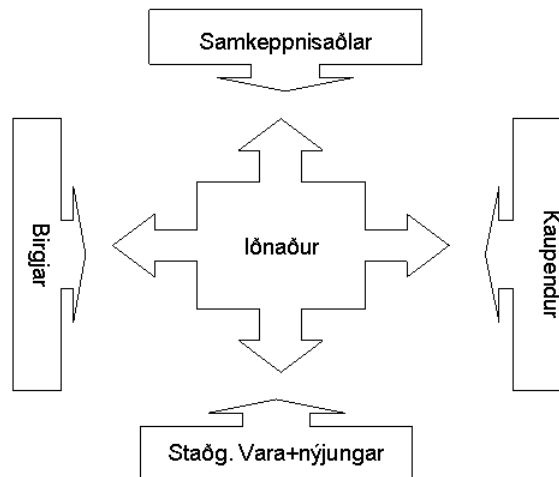 Samkeppnisaðlar
Birgjar
Iðnaður
Kaupendur
Staðg. Vara+nýjungar